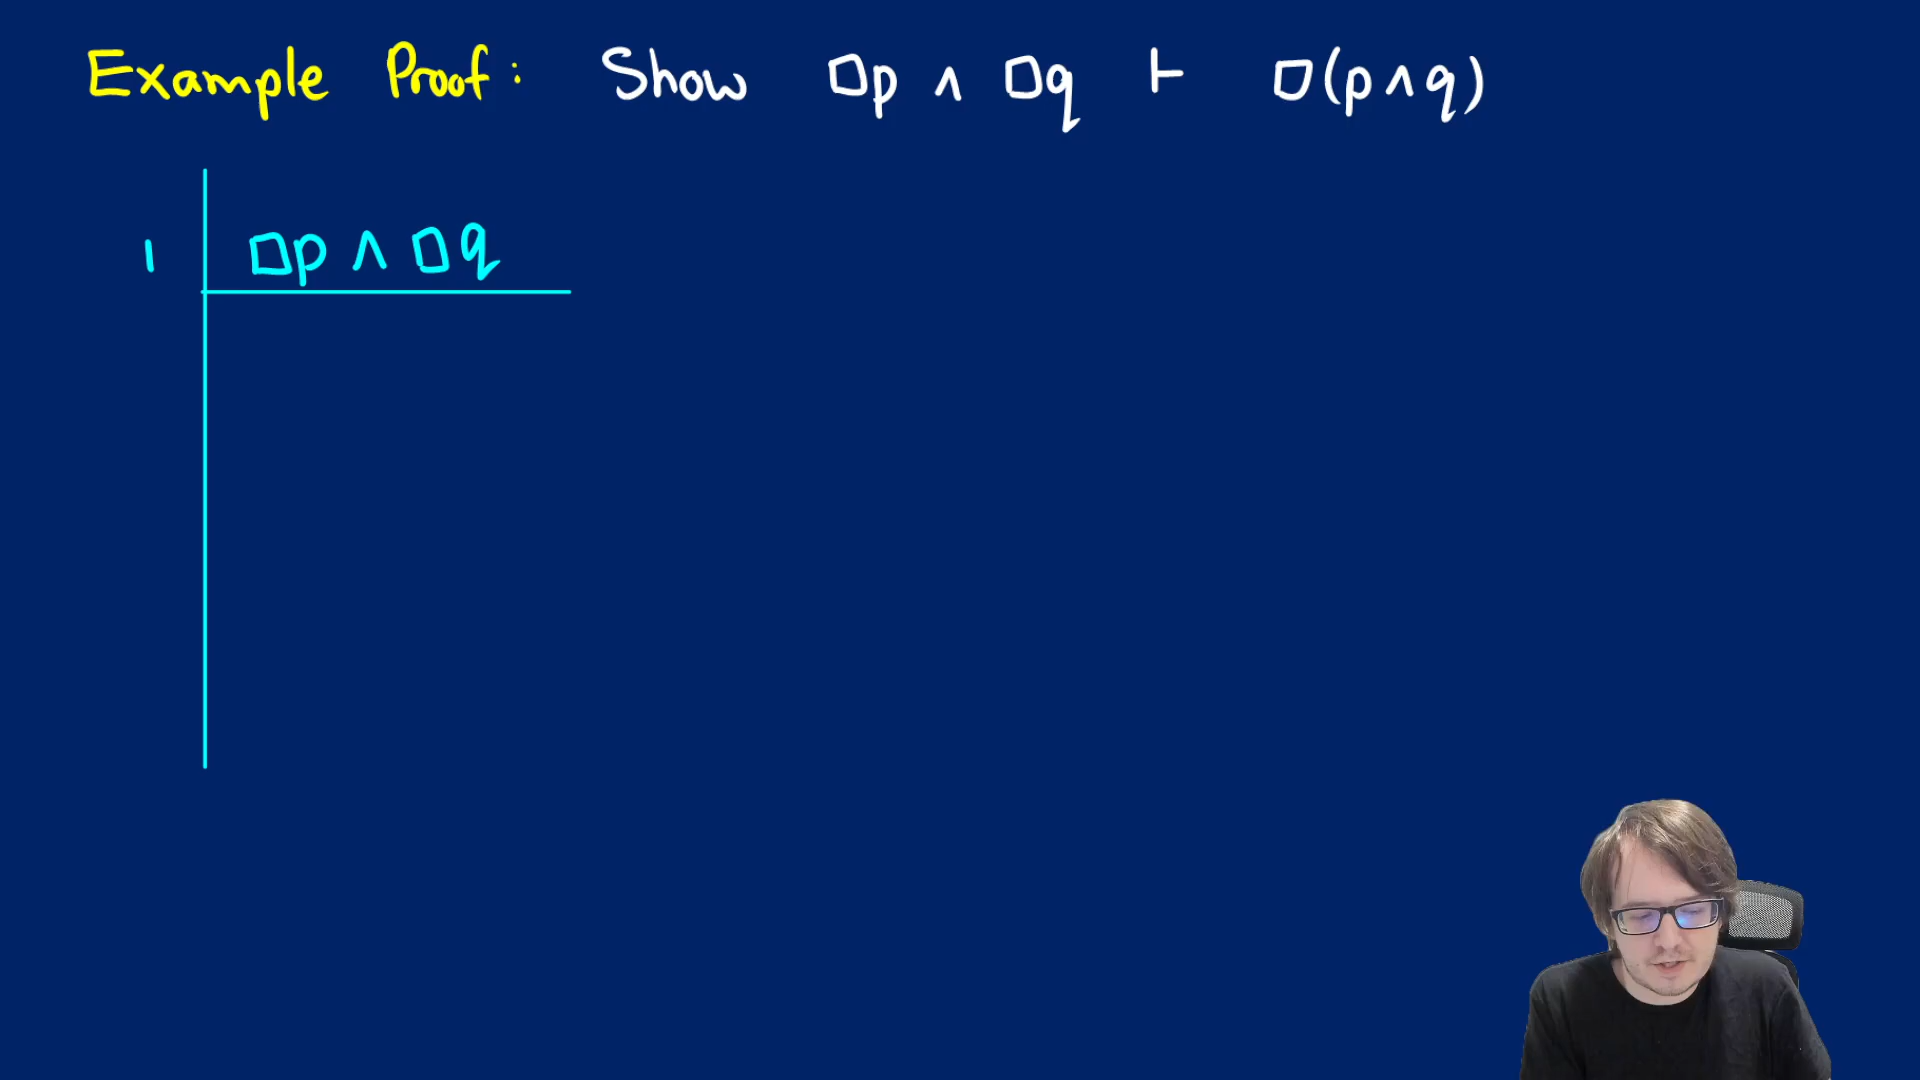 Example Proof: Show □p ∧ □q ⊢ □(p ∧ q)
1 □p ∧ □q